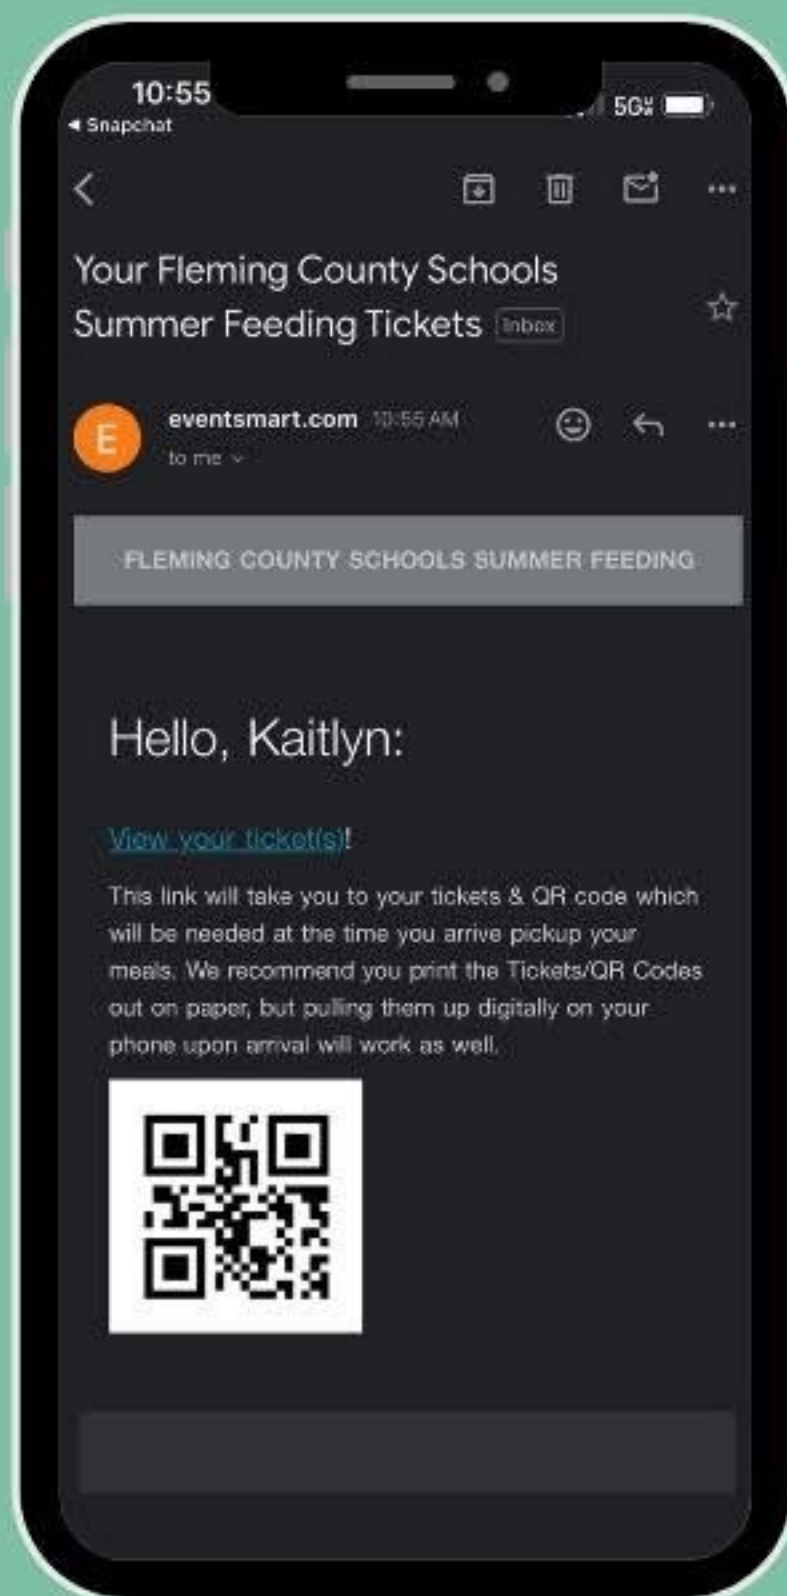 10:55
5G
Snapchat
Your Fleming County Schools
Summer Feeding Tickets Inbox
E
eventsmart.com 10:55 AM
to me
FLEMING COUNTY SCHOOLS SUMMER FEEDING
Hello, Kaitlyn:
View your ticket(s)!
This link will take you to your tickets & QR code which
will be needed at the time you arrive pickup your
meals. We recommend you print the Tickets/QR Codes
out on paper, but pulling them up digitally on your
phone upon arrival will work as well.